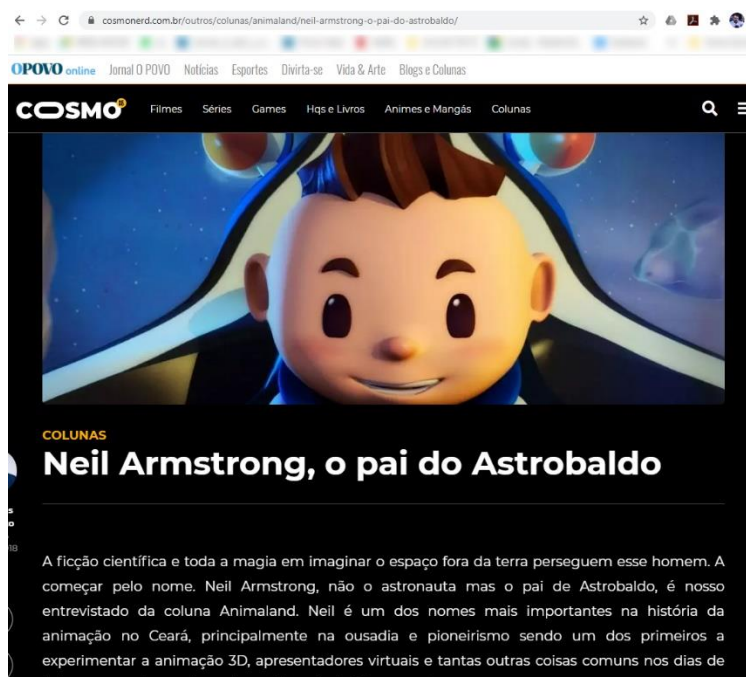 cosmonerd.com.br/outros/colunas/animaland/neil-armstrong-o-pai-do-astrobaldo/
OPOVO online Jornal O POVO Notícias Esportes Divirta-se Vida & Arte Blogs e Colunas
COSMO Filmes Séries Games Hqs e Livros Animes e Mangás Colunas
COLUNAS
Neil Armstrong, o pai do Astrobaldo
A ficção científica e toda a magia em imaginar o espaço fora da terra perseguem esse homem. A
começar pelo nome. Neil Armstrong, não o astronauta mas o pai de Astrobaldo, é nosso
entrevistado da coluna Animaland. Neil é um dos nomes mais importantes na história da
animação no Ceará, principalmente na ousadia e pioneirismo sendo um dos primeiros a
experimentar a animação 3D, apresentadores virtuais e tantas outras coisas comuns nos dias de